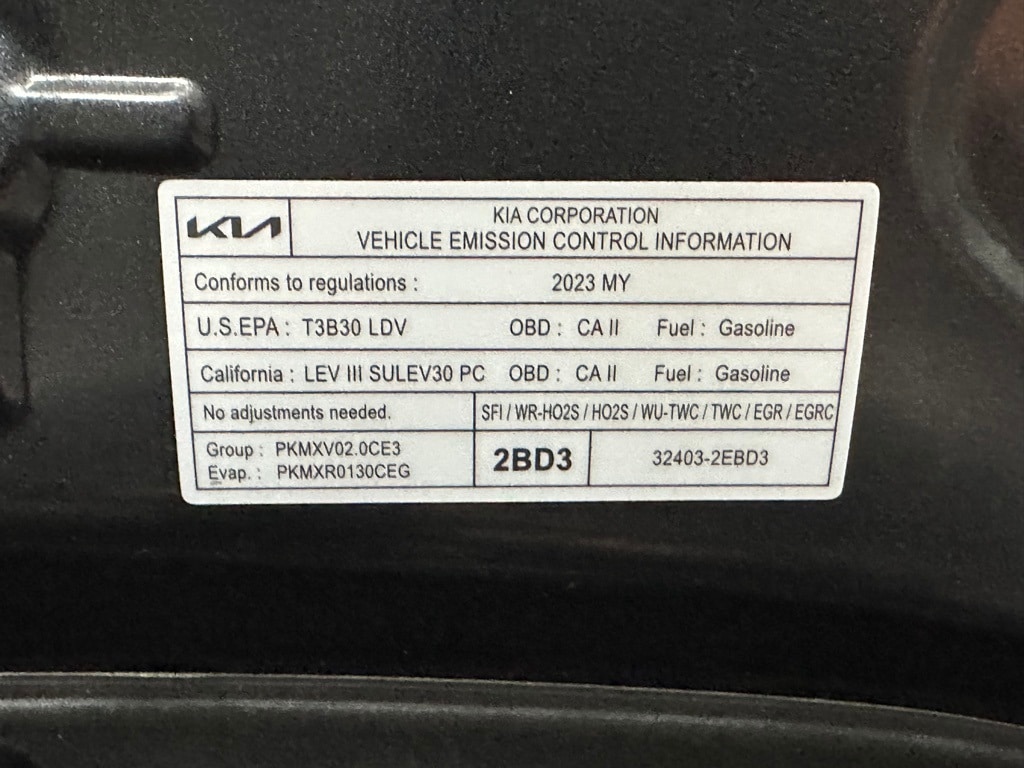 KIA
KIA CORPORATION
VEHICLE EMISSION CONTROL INFORMATION
Conforms to regulations : 2023 MY
U.S.EPA : T3B30 LDV OBD : CA II Fuel : Gasoline
California : LEV III SULEV30 PC OBD : CA II Fuel : Gasoline
No adjustments needed. SFI / WR-HO2S / HO2S / WU-TWC / TWC / EGR / EGRC
Group : PKMXV02.0CE3
Evap. : PKMXR0130CEG
2BD3
32403-2EBD3